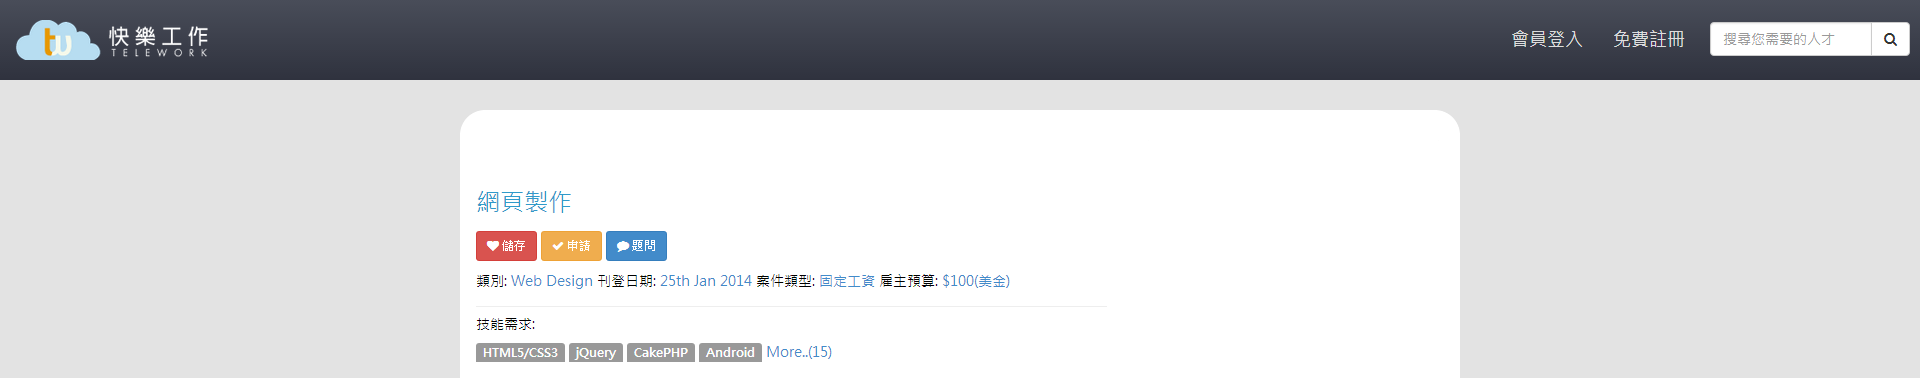 tw 快樂工作
TELEWORK
會員登入 免費註冊 搜尋您需要的人才
網頁製作
儲存 申請 題問
類別: Web Design 刊登日期: 25th Jan 2014 案件類型: 固定工資 雇主預算: $100(美金)
技能需求:
HTML5/CSS3 jQuery CakePHP Android More..(15)